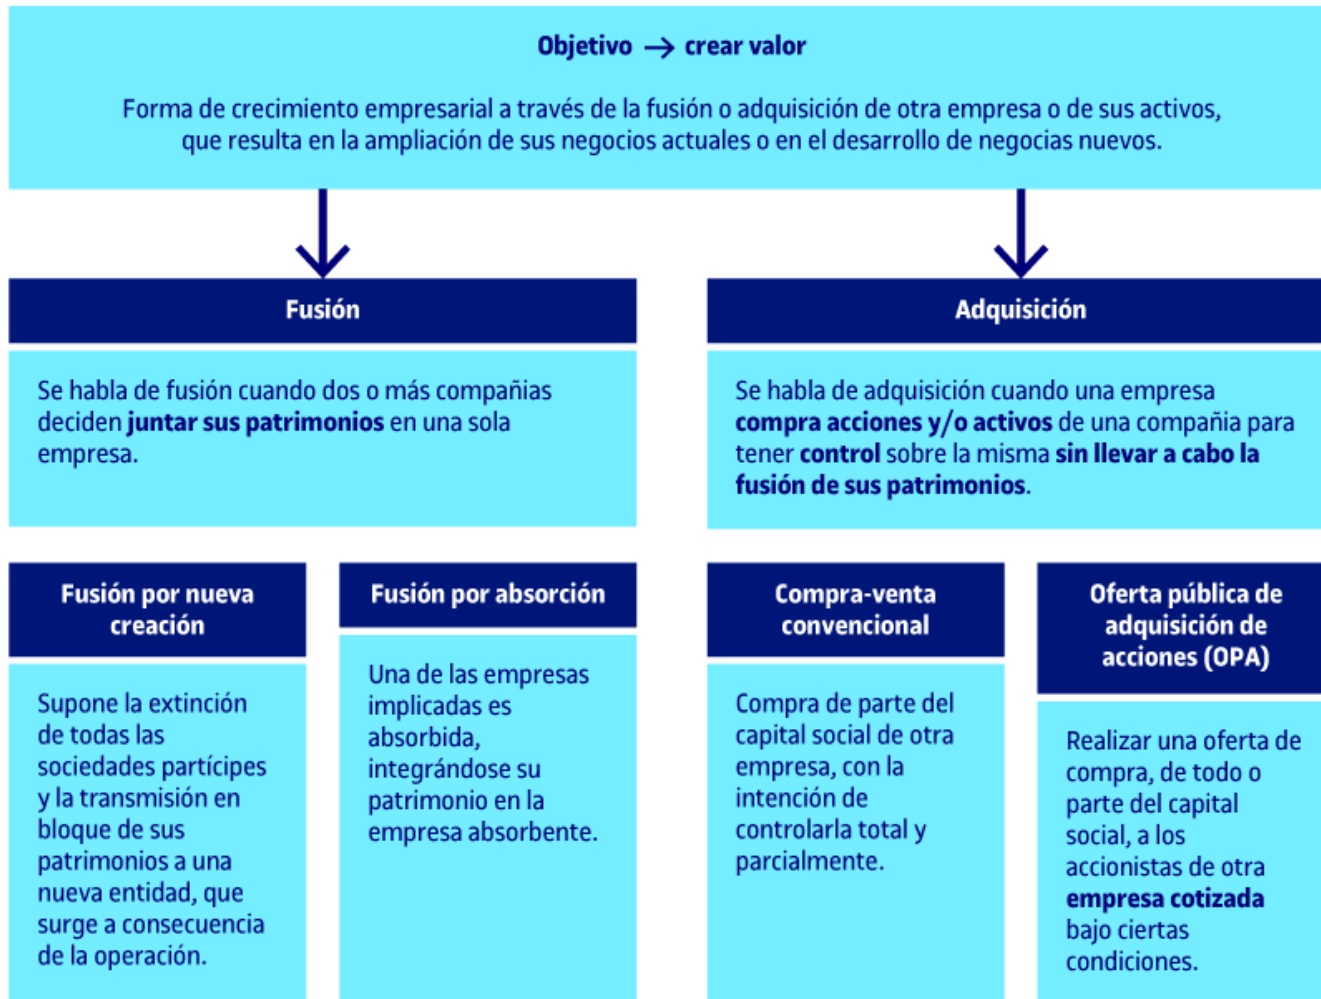 Objetivo → crear valor
Forma de crecimiento empresarial a través de la fusión o adquisición de otra empresa o de sus activos,
que resulta en la ampliación de sus negocios actuales o en el desarrollo de negocias nuevos.
Fusión
Se habla de fusión cuando dos o más compañias
deciden juntar sus patrimonios en una sola
empresa.
Adquisición
Se habla de adquisición cuando una empresa
compra acciones y/o activos de una compañia para
tener control sobre la misma sin llevar a cabo la
fusión de sus patrimonios.
Fusión por nueva
creación
Supone la extinción
de todas las
sociedades partícipes
y la transmisión en
bloque de sus
patrimonios a una
nueva entidad, que
surge a consecuencia
de la operación.
Fusión por absorción
Una de las empresas
implicadas es
absorbida,
integrándose su
patrimonio en la
empresa absorbente.
Compra-venta
convencional
Compra de parte del
capital social de otra
empresa, con la
intención de
controlarla total y
parcialmente.
Oferta pública de
adquisición de
acciones (OPA)
Realizar una oferta de
compra, de todo o
parte del capital
social, a los
accionistas de otra
empresa cotizada
bajo ciertas
condiciones.